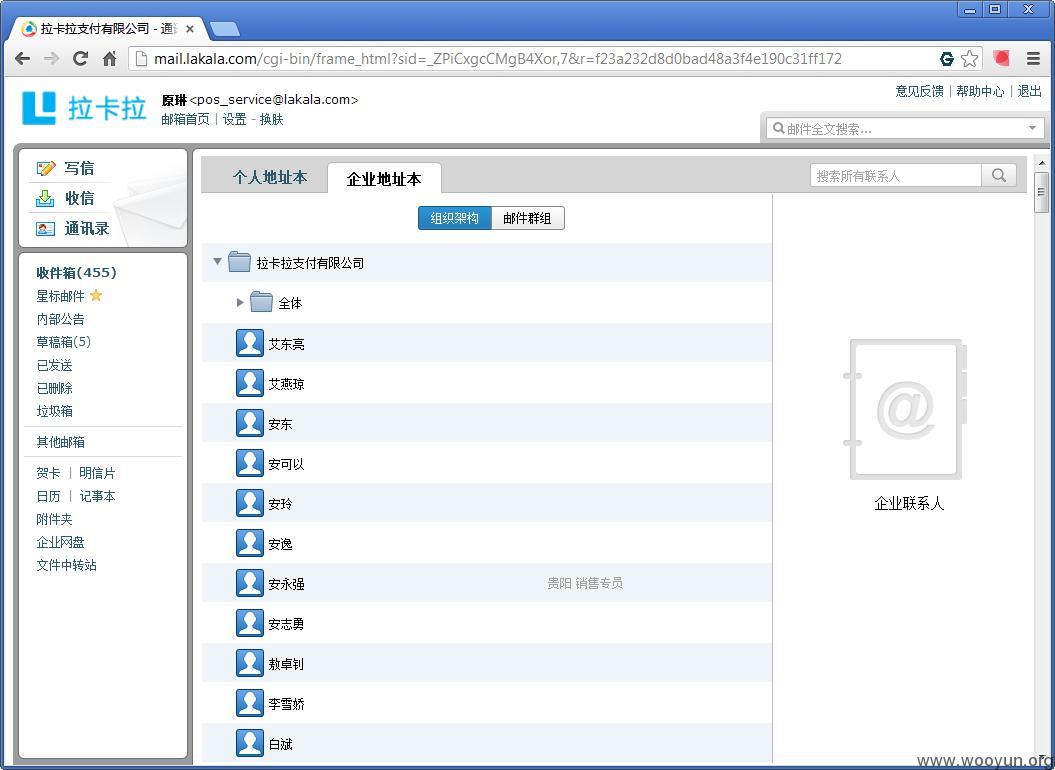 拉卡拉支付有限公司 - 通
mail.lakala.com/cgi-bin/frame_html?sid=_ZPiCxgcCMgB4Xor,7&r=f23a232d8d0bad48a3f4e190c31ff172
拉卡拉
原琳<pos_service@lakala.com>
邮箱首页 | 设置 - 换肤
意见反馈 | 帮助中心 | 退出
邮件全文搜索...
写信
收信
通讯录
收件箱(455)
星标邮件
内部公告
草稿箱(5)
已发送
已删除
垃圾箱
其他邮箱
贺卡 | 明信片
日历 | 记事本
附件夹
企业网盘
文件中转站
个人地址本
企业地址本
搜索所有联系人
组织架构
邮件群组
拉卡拉支付有限公司
全体
艾东亮
艾燕琼
安东
安可以
安玲
安逸
安永强 贵阳 销售专员
安志勇
敖卓钊
李雪娇
白斌
@
企业联系人
www.wooyun.org